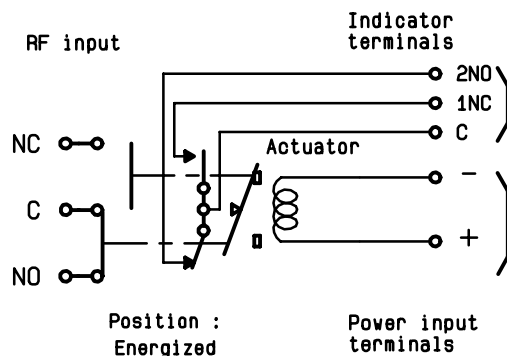 Indicator
terminals
RF input
2NO
1NC
C
Actuator
NC
C
NO
-
+
Position :
Energized
Power input
terminals